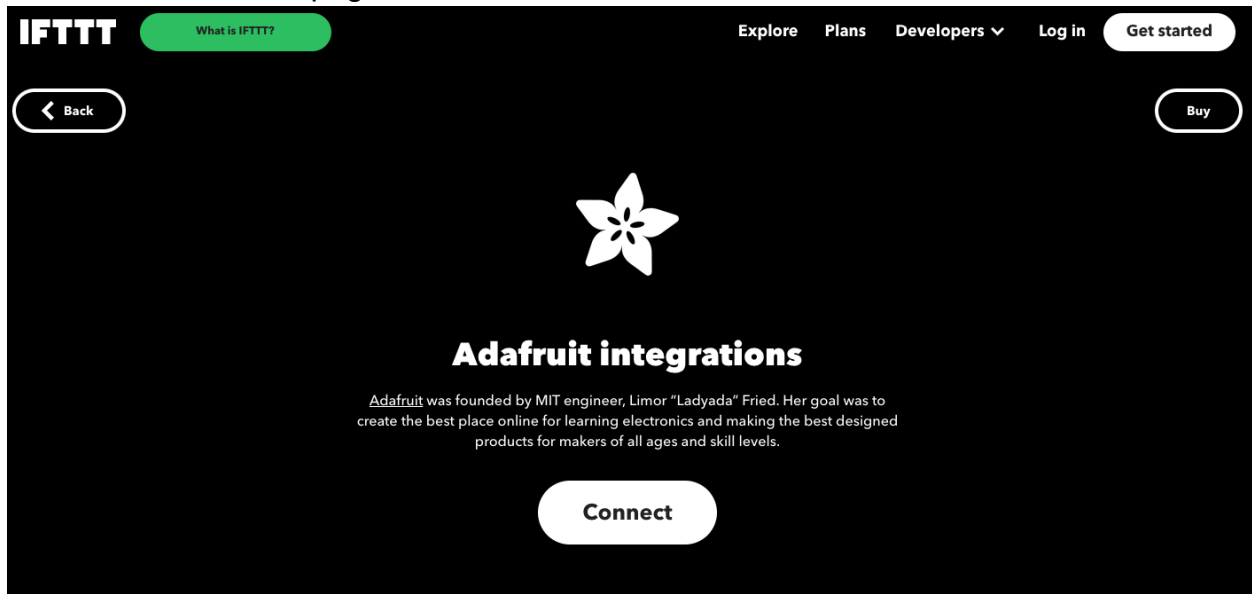 IFTTT
What is IFTTT?
Explore
Plans
Developers
Log in
Get started
Back
Buy
Adafruit integrations
Adafruit was founded by MIT engineer, Limor “Ladyada” Fried. Her goal was to
create the best place online for learning electronics and making the best designed
products for makers of all ages and skill levels.
Connect